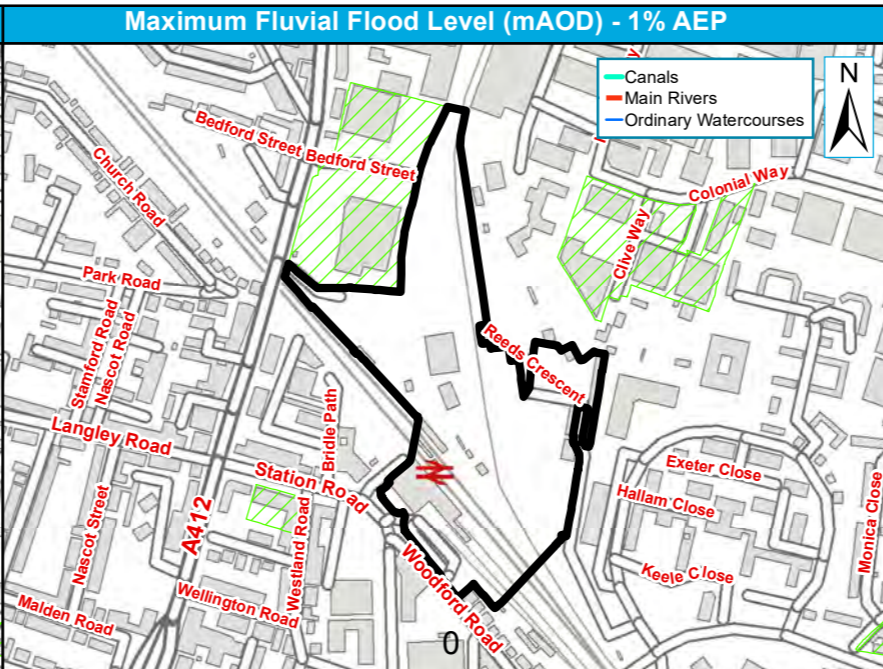 Maximum Fluvial Flood Level (mAOD) - 1% AEP
Canals
Main Rivers
Ordinary Watercourses
N
Bedford Street Bedford Street
Church Road
Colonial Way
Clive Way
Park Road
Stamford Road
Nascot Road
Reeds Crescent
Bridle Path
Langley Road
Station Road
Exeter Close
Hallam Close
Monica Close
A412
Nascot Street
Westland Road
Woodford Road
Keele Close
Wellington Road
Malden Road
0